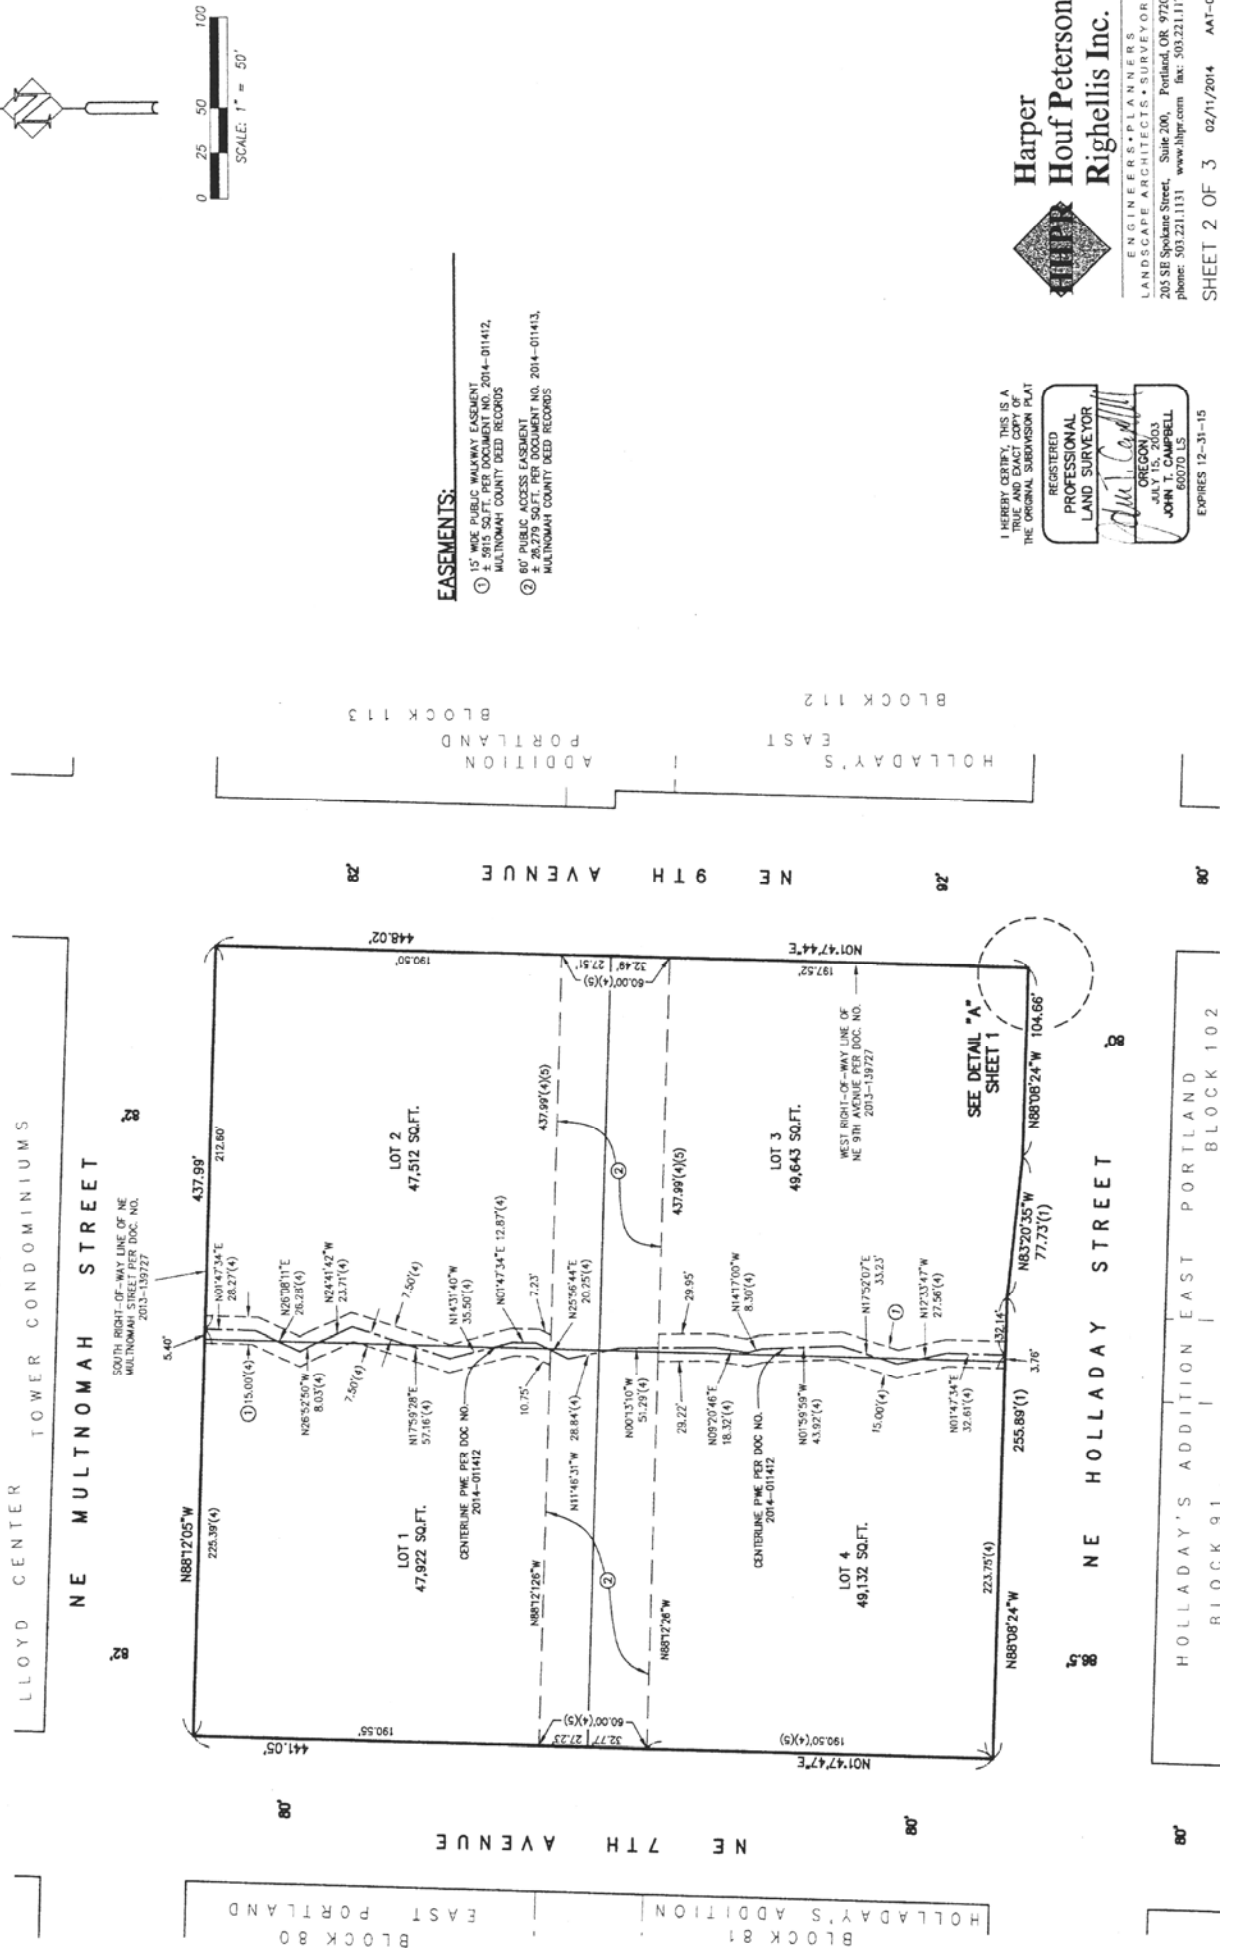 LLOYD CENTER
TOWER CONDOMINIUMS
NE MULTNOMAH STREET
82'
82'
SOUTH RIGHT-OF-WAY LINE OF NE
MULTNOMAH STREET PER DOC. NO.
2013-139727
N88°12'05"W
437.99'
225.39'(4)
5.40'
212.60'
①15.00'(4)
N01°47'34"E
28.27'(4)
N26°08'11"E
26.28'(4)
N26°52'50"W
8.03'(4)
N24°41'42"W
23.71'(4)
7.50'(4)
7.50'(4)
N17°59'28"E
57.16'(4)
N14°31'40"W
35.50'(4)
CENTERLINE PWE PER DOC NO.
2014-011412
N01°47'34"E 12.87'(4)
10.75'
7.23'
LOT 1
47,922 SQ.FT.
LOT 2
47,512 SQ.FT.
N88°12'126"W
437.99'(4)(5)
N11°46'31"W 28.84'(4)
N25°56'44"E
20.25'(4)
②
②
N00°13'10"W
51.29'(4)
N88°12'26"W
437.99'(4)(5)
29.22'
29.95'
N09°20'46"E
18.32'(4)
N14°17'00"W
8.30'(4)
CENTERLINE PWE PER DOC NO.
2014-011412
N01°59'59"W
43.92'(4)
N17°52'07"E
33.23'
①
15.00'(4)
N12°33'47"W
27.56'(4)
N01°47'34"E
32.61'(4)
LOT 4
49,132 SQ.FT.
LOT 3
49,643 SQ.FT.
WEST RIGHT-OF-WAY LINE OF
NE 9TH AVENUE PER DOC. NO.
2013-139727
SEE DETAIL "A"
SHEET 1
223.75'(4)
32.14'
3.76'
N88°08'24"W
255.89'(1)
N83°20'35"W
77.73'(1)
N88°08'24"W 104.66'
86.5'
80'
NE HOLLADAY STREET
HOLLADAY'S ADDITION EAST PORTLAND
BLOCK 91
BLOCK 102
441.05'
190.55'
27.23'
32.77'
60.00'(4)(5)
190.50'(4)(5)
N01°47'47"E
80'
80'
80'
NE 7TH AVENUE
BLOCK 80
EAST PORTLAND
BLOCK 81
HOLLADAY'S ADDITION
448.02'
190.50'
27.51'
32.49'
60.00'(4)(5)
197.52'
N01°47'44"E
82'
92'
80'
NE 9TH AVENUE
HOLLADAY'S ADDITION
EAST PORTLAND
BLOCK 113
BLOCK 112
EASEMENTS:
① 15' WIDE PUBLIC WALKWAY EASEMENT
± 5915 SQ.FT. PER DOCUMENT NO. 2014-011412,
MULTNOMAH COUNTY DEED RECORDS
② 60' PUBLIC ACCESS EASEMENT
± 26,279 SQ.FT. PER DOCUMENT NO. 2014-011413,
MULTNOMAH COUNTY DEED RECORDS
N
0 25 50 100
SCALE: 1" = 50'
I HEREBY CERTIFY, THIS IS A
TRUE AND EXACT COPY OF
THE ORIGINAL SUBDIVISION PLAT
REGISTERED
PROFESSIONAL
LAND SURVEYOR
OREGON
JULY 15, 2003
JOHN T. CAMPBELL
60070 LS
EXPIRES 12-31-15
HHPR
Harper
Houf Peterson
Righellis Inc.
ENGINEERS•PLANNERS
LANDSCAPE ARCHITECTS•SURVEYOR
205 SE Spokane Street, Suite 200, Portland, OR 9720
phone: 503.221.1131 www.hhpr.com fax: 503.221.11
SHEET 2 OF 3 02/11/2014 AAT-0